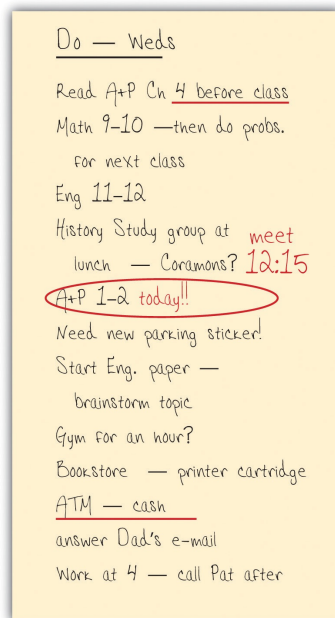 Do — Weds
Read A+P Ch 4 before class
Math 9–10 —then do probs.
for next class
Eng 11–12
History Study group at meet
lunch — Coramons? 12:15
A+P 1–2 today!!
Need new parking sticker!
Start Eng. paper —
brainstorm topic
Gym for an hour?
Bookstore — printer cartridge
ATM — cash
answer Dad's e-mail
Work at 4 — call Pat after